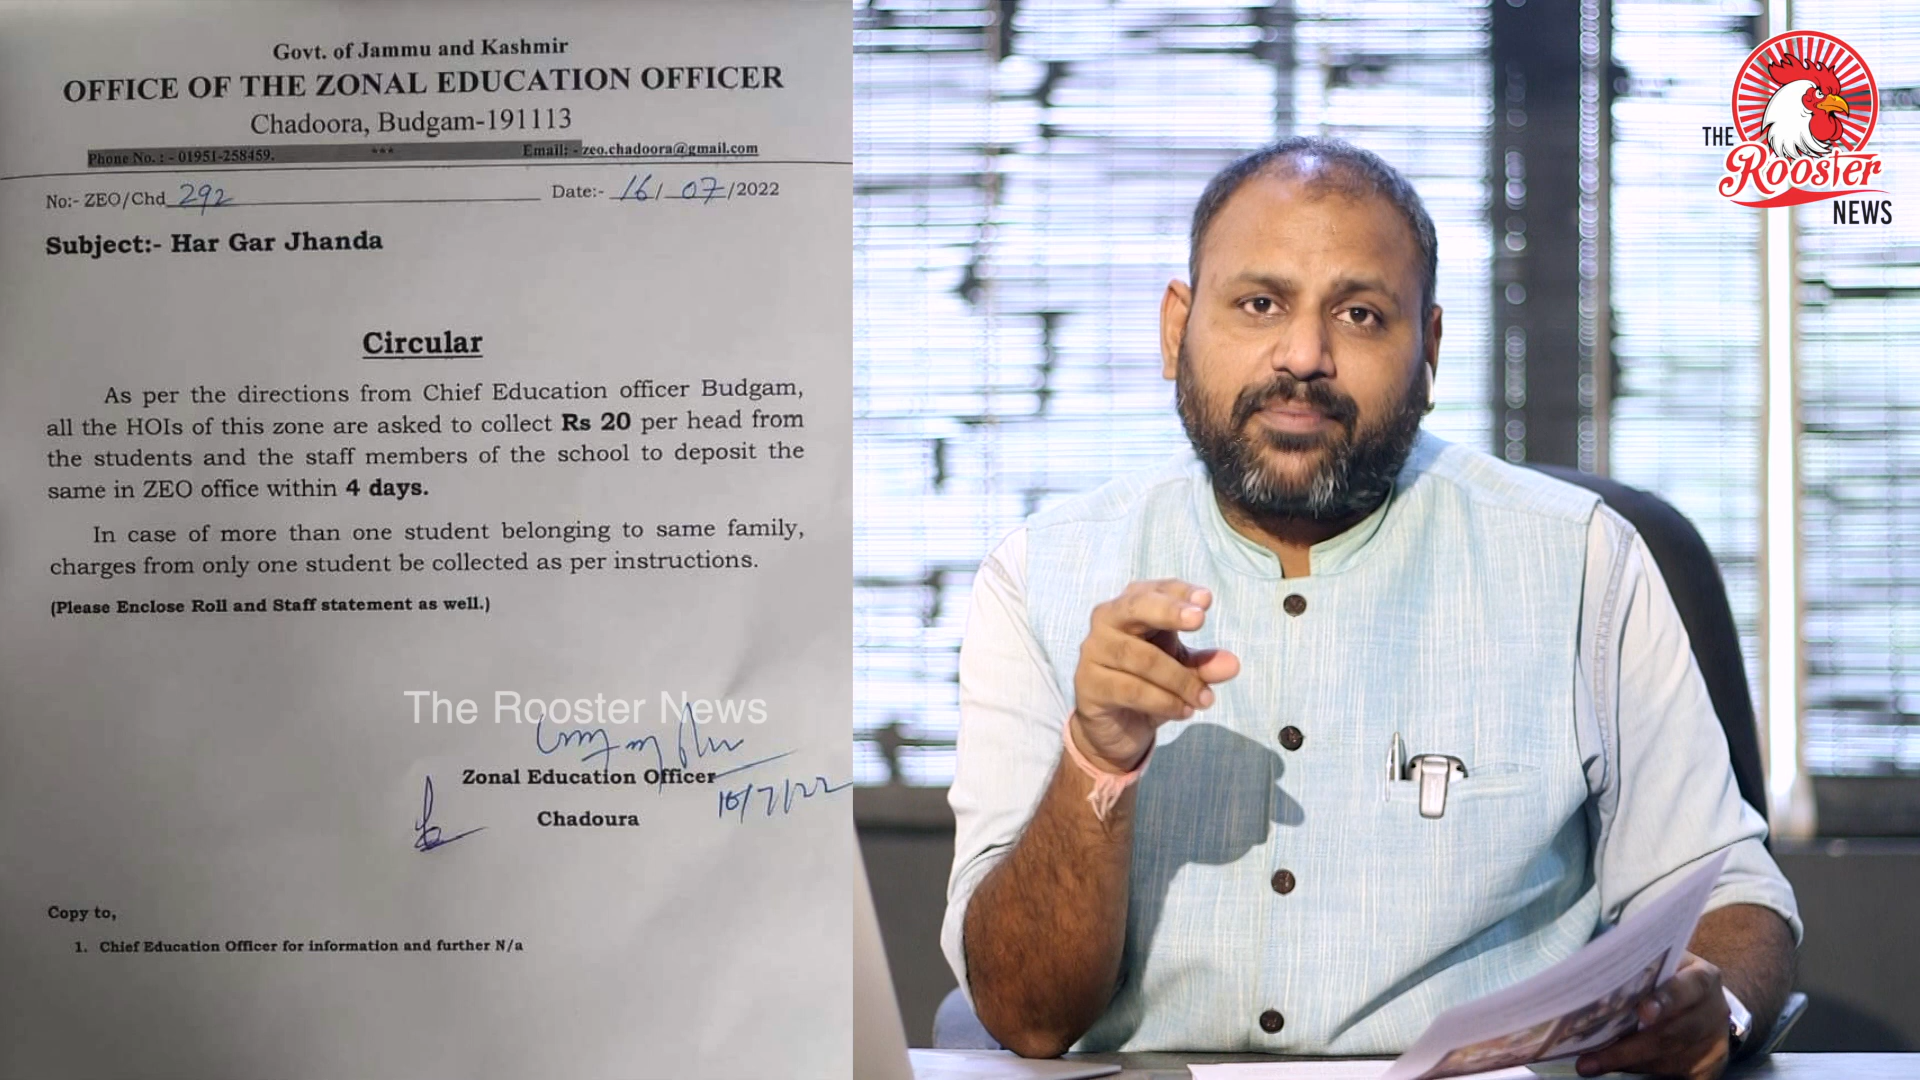 Govt. of Jammu and Kashmir
OFFICE OF THE ZONAL EDUCATION OFFICER
Chadoora, Budgam-191113
Phone No. : - 01951-258459. *** Email: - zeo.chadoora@gmail.com
No:- ZEO/Chd 292 Date:- 16/ 07/2022
Subject:- Har Gar Jhanda
Circular
As per the directions from Chief Education officer Budgam,
all the HOIs of this zone are asked to collect Rs 20 per head from
the students and the staff members of the school to deposit the
same in ZEO office within 4 days.
In case of more than one student belonging to same family,
charges from only one student be collected as per instructions.
(Please Enclose Roll and Staff statement as well.)
The Rooster News
Zonal Education Officer
16/7/22
Chadoura
Copy to,
1. Chief Education Officer for information and further N/a
THE
Rooster
NEWS